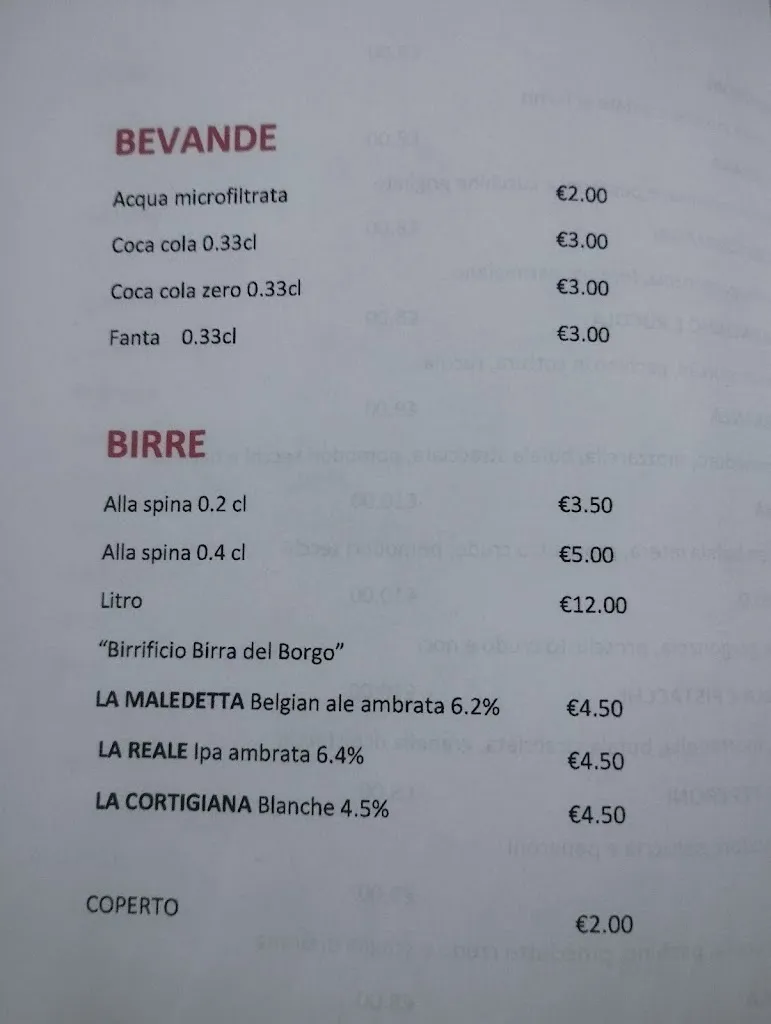 BEVANDE
Acqua microfiltrata €2.00
Coca cola 0.33cl €3.00
Coca cola zero 0.33cl €3.00
Fanta 0.33cl €3.00
BIRRE
Alla spina 0.2 cl €3.50
Alla spina 0.4 cl €5.00
Litro €12.00
“Birrificio Birra del Borgo”
LA MALEDETTA Belgian ale ambrata 6.2% €4.50
LA REALE Ipa ambrata 6.4% €4.50
LA CORTIGIANA Blanche 4.5% €4.50
COPERTO €2.00